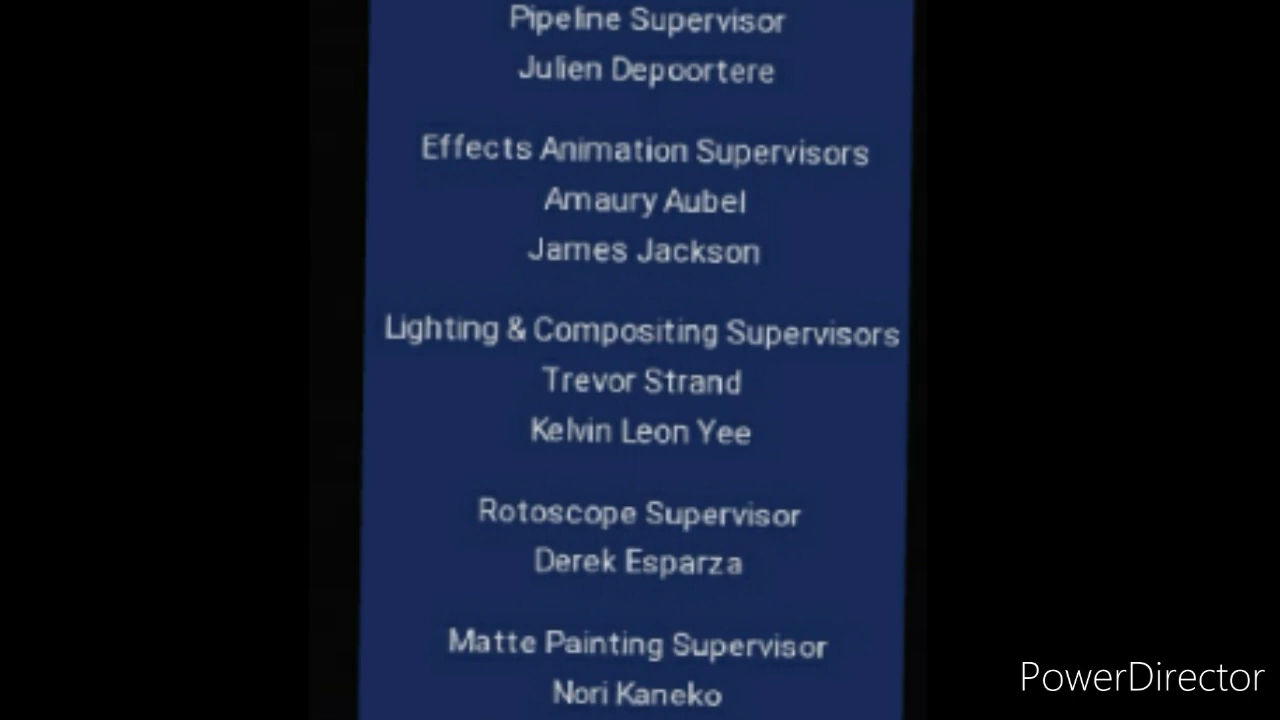 Pipeline Supervisor
Julien Depoortere
Effects Animation Supervisors
Amaury Aubel
James Jackson
Lighting & Compositing Supervisors
Trevor Strand
Kelvin Leon Yee
Rotoscope Supervisor
Derek Esparza
Matte Painting Supervisor
Nori Kaneko
PowerDirector